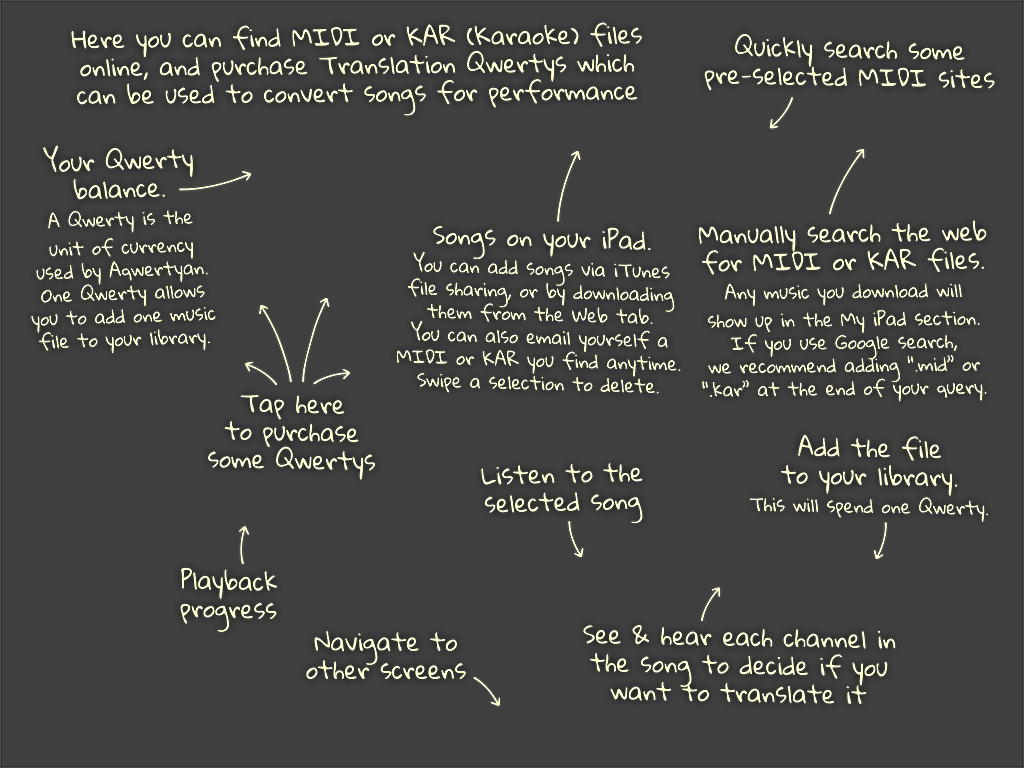 Here you can find MIDI or KAR (Karaoke) files
online, and purchase Translation Qwertys which
can be used to convert songs for performance
Quickly search some
pre-selected MIDI sites
Your Qwerty
balance.
A Qwerty is the
unit of currency
used by Aqwertyan.
One Qwerty allows
you to add one music
file to your library.
Songs on your iPad.
You can add songs via iTunes
file sharing, or by downloading
them from the Web tab.
You can also email yourself a
MIDI or KAR you find anytime.
Swipe a selection to delete.
Manually search the web
for MIDI or KAR files.
Any music you download will
show up in the My iPad section.
If you use Google search,
we recommend adding ".mid" or
".kar" at the end of your query.
Tap here
to purchase
some Qwertys
Listen to the
selected song
Add the file
to your library.
This will spend one Qwerty.
Playback
progress
Navigate to
other screens
See & hear each channel in
the song to decide if you
want to translate it